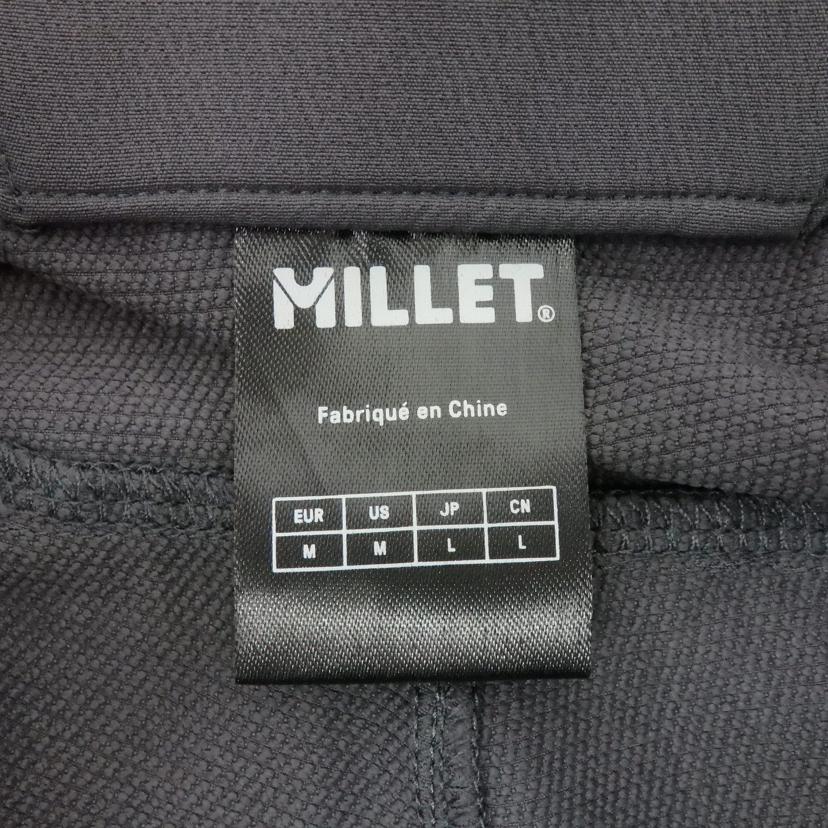 MILLET®
Fabriqué en Chine
EUR US JP CN
M M L L